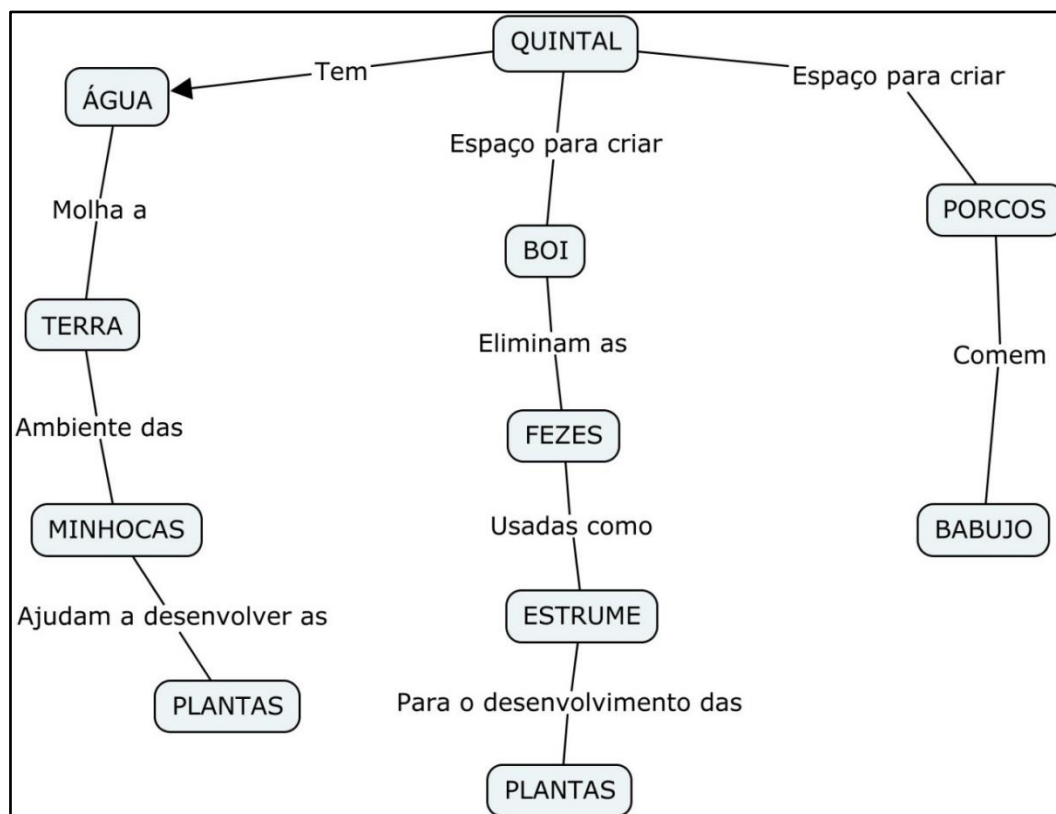 QUINTAL
Tem
ÁGUA
Molha a
TERRA
Ambiente das
MINHOCAS
Ajudam a desenvolver as
PLANTAS
Espaço para criar
BOI
Eliminam as
FEZES
Usadas como
ESTRUME
Para o desenvolvimento das
PLANTAS
Espaço para criar
PORCOS
Comem
BABUJO